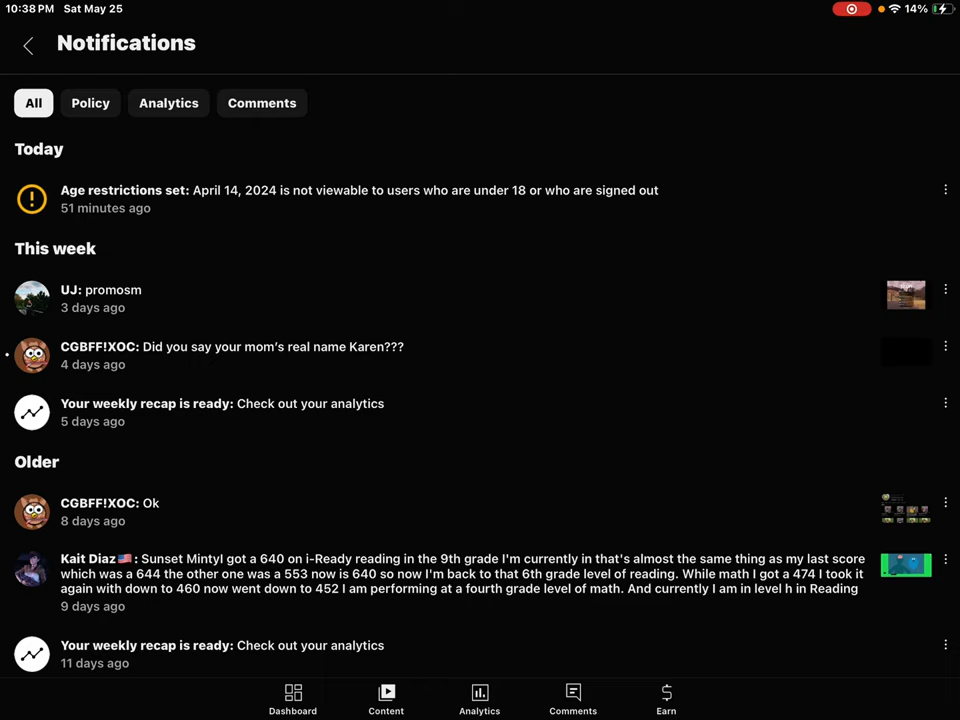 10:38 PM Sat May 25
14%
Notifications
All Policy Analytics Comments
Today
Age restrictions set: April 14, 2024 is not viewable to users who are under 18 or who are signed out
51 minutes ago
This week
UJ: promosm
3 days ago
CGBFF!XOC: Did you say your mom's real name Karen???
4 days ago
Your weekly recap is ready: Check out your analytics
5 days ago
Older
CGBFF!XOC: Ok
8 days ago
Kait Diaz🇺🇸: Sunset Mintyl got a 640 on i-Ready reading in the 9th grade I'm currently in that's almost the same thing as my last score
which was a 644 the other one was a 553 now is 640 so now I'm back to that 6th grade level of reading. While math I got a 474 I took it
again with down to 460 now went down to 452 I am performing at a fourth grade level of math. And currently I am in level h in Reading
9 days ago
Your weekly recap is ready: Check out your analytics
11 days ago
Dashboard Content Analytics Comments Earn